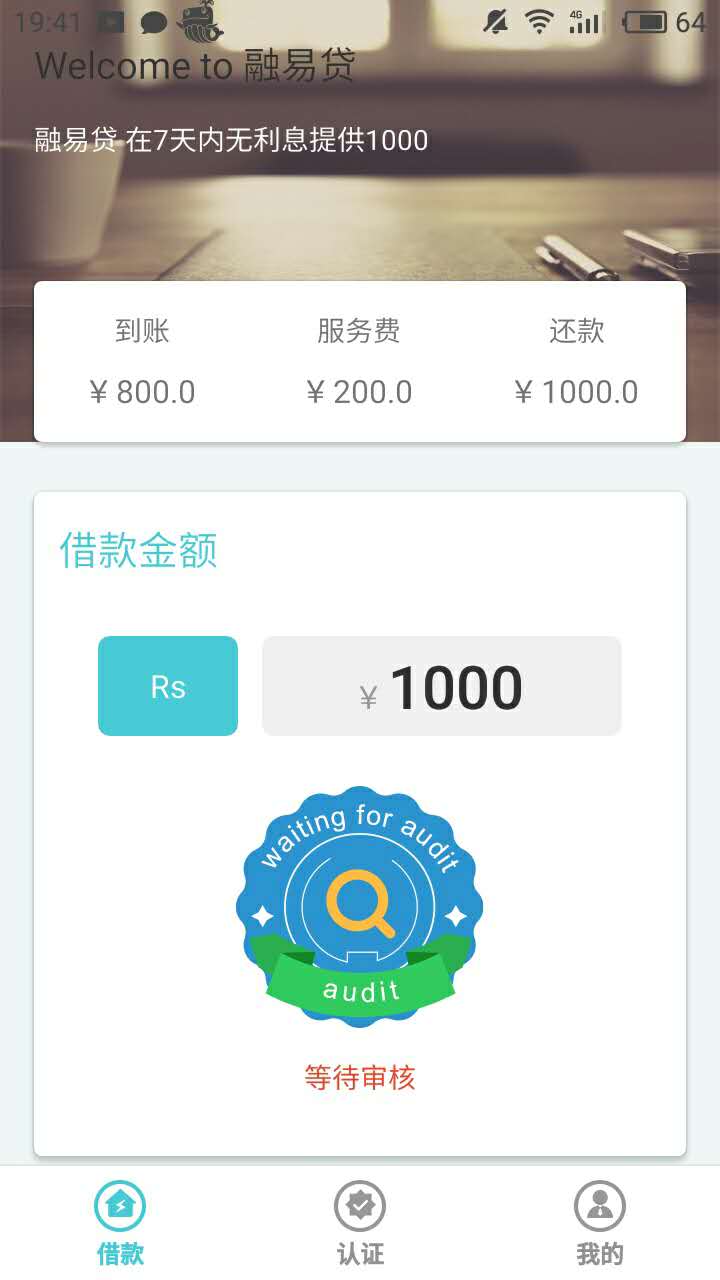 19:41
4G
64
Welcome to 融易贷
融易贷 在7天内无利息提供1000
到账 服务费 还款
¥ 800.0 ¥ 200.0 ¥ 1000.0
借款金额
Rs ¥ 1000
waiting for audit
audit
等待审核
借款 认证 我的